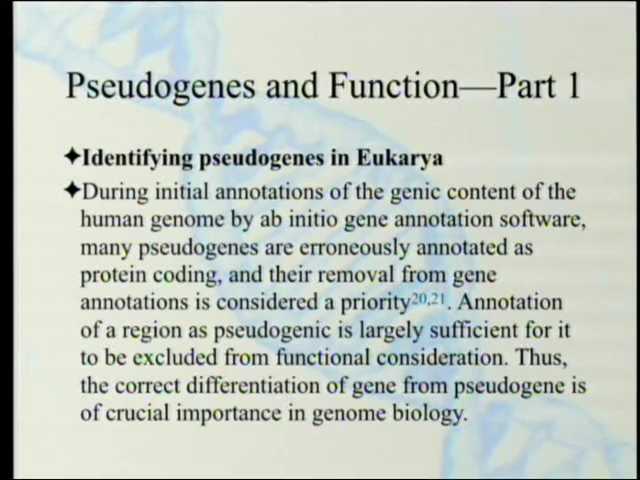 Pseudogenes and Function—Part 1
✦Identifying pseudogenes in Eukarya
✦During initial annotations of the genic content of the
human genome by ab initio gene annotation software,
many pseudogenes are erroneously annotated as
protein coding, and their removal from gene
annotations is considered a priority20,21. Annotation
of a region as pseudogenic is largely sufficient for it
to be excluded from functional consideration. Thus,
the correct differentiation of gene from pseudogene is
of crucial importance in genome biology.